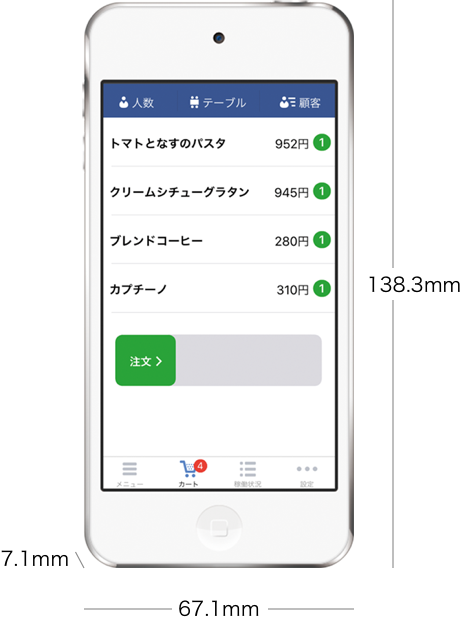 人数 テーブル 顧客
トマトとなすのパスタ 952円 1
クリームシチューグラタン 945円 1
ブレンドコーヒー 280円 1
カプチーノ 310円 1
138.3mm
注文
4
メニュー カート 稼働状況 設定
7.1mm
67.1mm